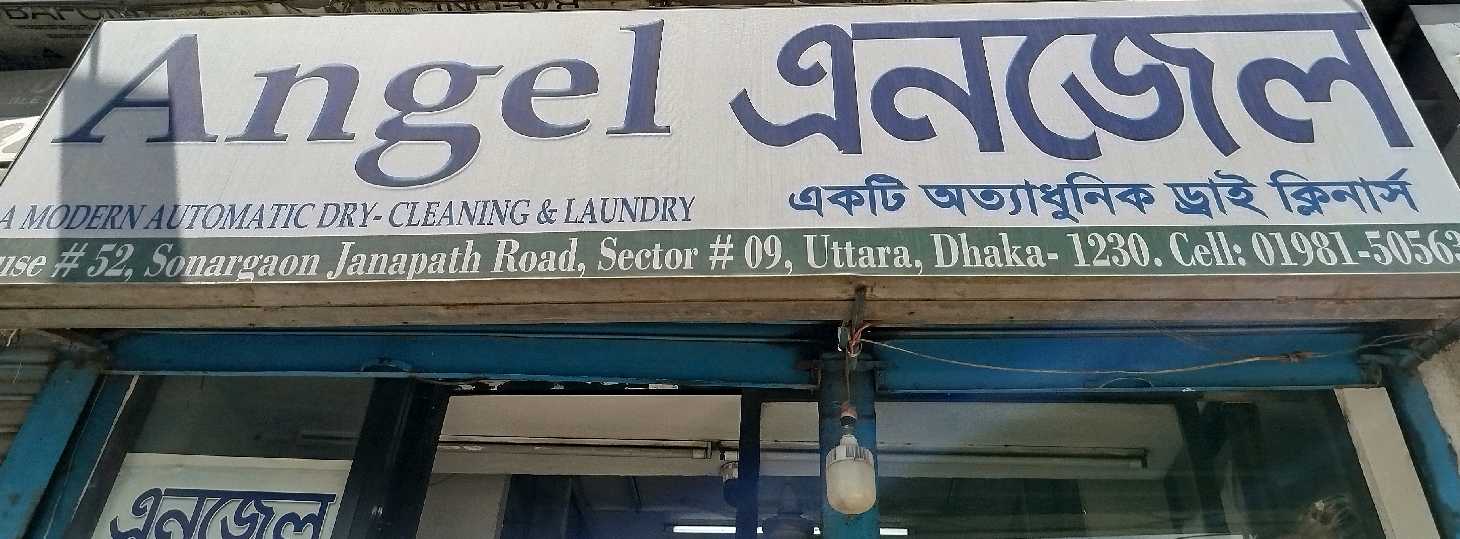 Angel এনজেল
A MODERN AUTOMATIC DRY- CLEANING & LAUNDRY একটি অত্যাধুনিক ড্রাই ক্লিনার্স
use # 52, Sonargaon Janapath Road, Sector # 09, Uttara, Dhaka- 1230. Cell: 01981-50563
এনজেল